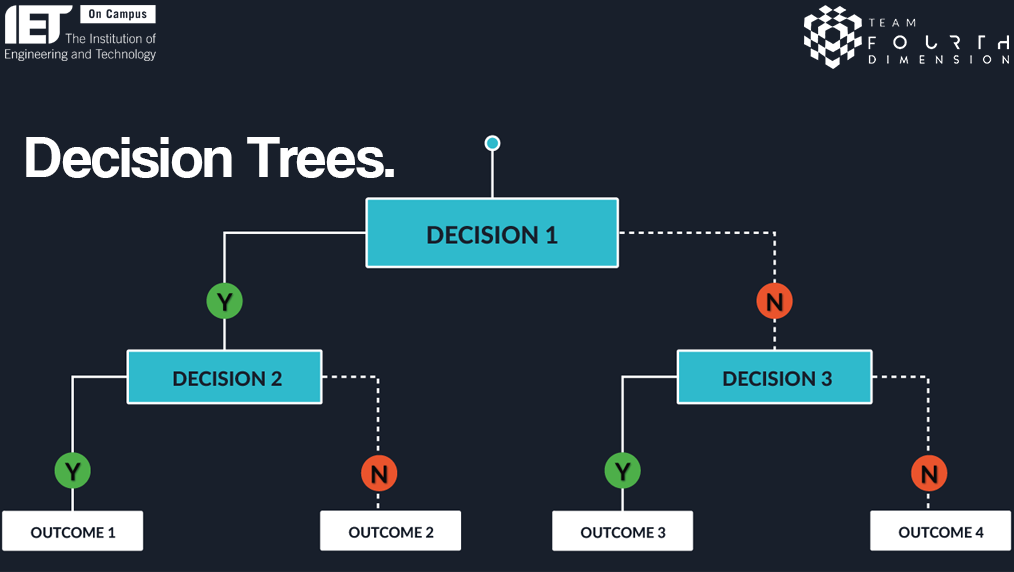 IET On Campus
The Institution of
Engineering and Technology
TEAM
FOURTH
DIMENSION
Decision Trees.
DECISION 1
Y
N
DECISION 2
DECISION 3
Y
N
Y
N
OUTCOME 1
OUTCOME 2
OUTCOME 3
OUTCOME 4